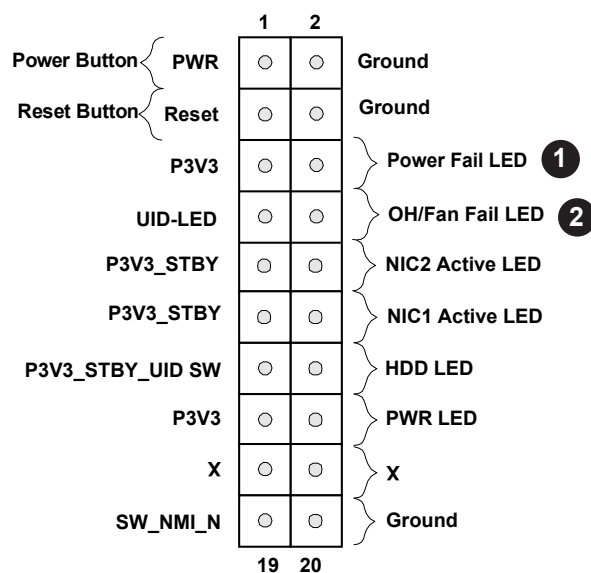 1 2
Power Button PWR Ground
Reset Button Reset Ground
P3V3 Power Fail LED 1
UID-LED OH/Fan Fail LED 2
P3V3_STBY NIC2 Active LED
P3V3_STBY NIC1 Active LED
P3V3_STBY_UID SW HDD LED
P3V3 PWR LED
X X
SW_NMI_N Ground
19 20